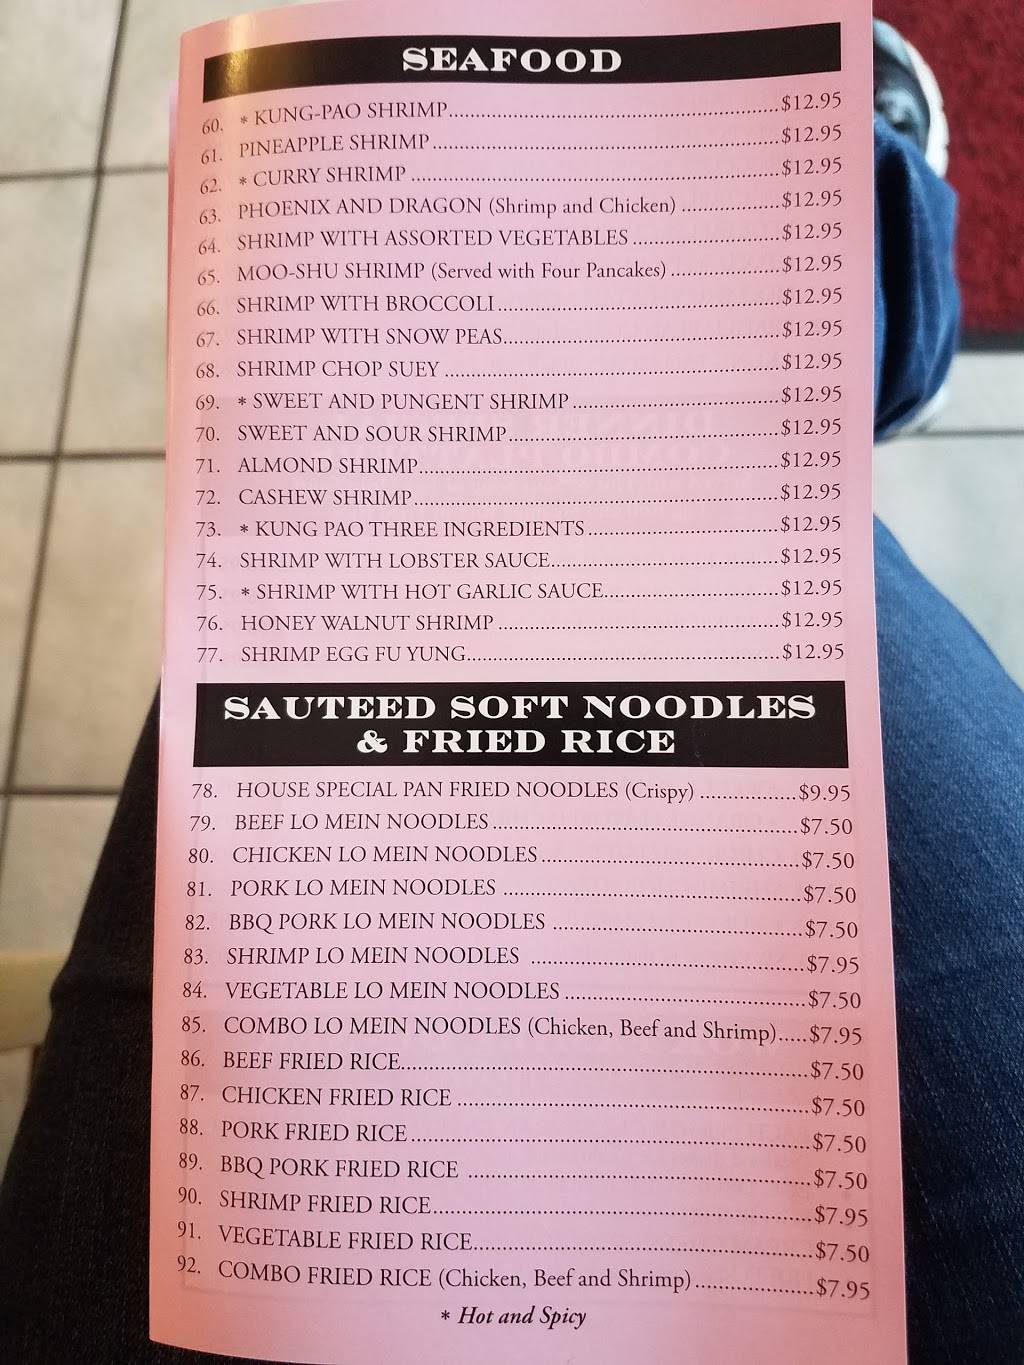 SEAFOOD
60. * KUNG-PAO SHRIMP $12.95
61. PINEAPPLE SHRIMP $12.95
62. * CURRY SHRIMP $12.95
63. PHOENIX AND DRAGON (Shrimp and Chicken) $12.95
64. SHRIMP WITH ASSORTED VEGETABLES $12.95
65. MOO-SHU SHRIMP (Served with Four Pancakes) $12.95
66. SHRIMP WITH BROCCOLI $12.95
67. SHRIMP WITH SNOW PEAS $12.95
68. SHRIMP CHOP SUEY $12.95
69. * SWEET AND PUNGENT SHRIMP $12.95
70. SWEET AND SOUR SHRIMP $12.95
71. ALMOND SHRIMP $12.95
72. CASHEW SHRIMP $12.95
73. * KUNG PAO THREE INGREDIENTS $12.95
74. SHRIMP WITH LOBSTER SAUCE $12.95
75. * SHRIMP WITH HOT GARLIC SAUCE $12.95
76. HONEY WALNUT SHRIMP $12.95
77. SHRIMP EGG FU YUNG $12.95
SAUTEED SOFT NOODLES
& FRIED RICE
78. HOUSE SPECIAL PAN FRIED NOODLES (Crispy) $9.95
79. BEEF LO MEIN NOODLES $7.50
80. CHICKEN LO MEIN NOODLES $7.50
81. PORK LO MEIN NOODLES $7.50
82. BBQ PORK LO MEIN NOODLES $7.50
83. SHRIMP LO MEIN NOODLES $7.95
84. VEGETABLE LO MEIN NOODLES $7.50
85. COMBO LO MEIN NOODLES (Chicken, Beef and Shrimp) $7.95
86. BEEF FRIED RICE $7.50
87. CHICKEN FRIED RICE $7.50
88. PORK FRIED RICE $7.50
89. BBQ PORK FRIED RICE $7.50
90. SHRIMP FRIED RICE $7.95
91. VEGETABLE FRIED RICE $7.50
92. COMBO FRIED RICE (Chicken, Beef and Shrimp) $7.95
* Hot and Spicy